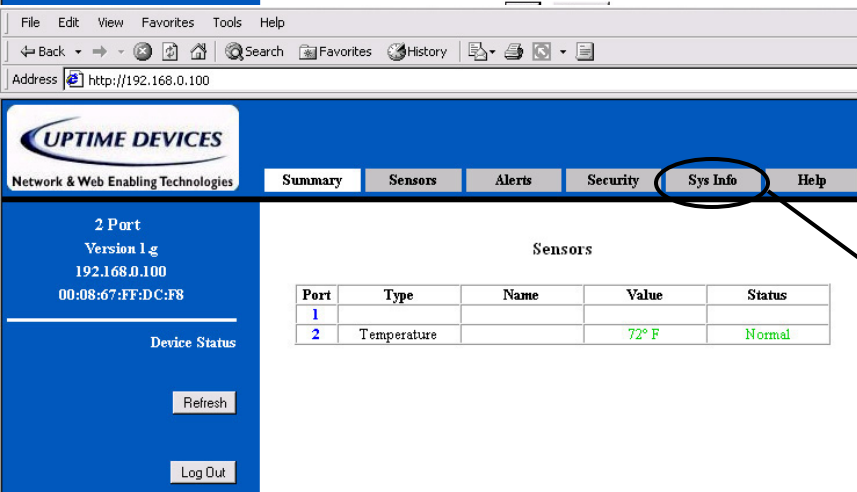 File Edit View Favorites Tools Help
Back Search Favorites History
Address http://192.168.0.100
UPTIME DEVICES
Network & Web Enabling Technologies
Summary Sensors Alerts Security Sys Info Help
2 Port
Version 1.g
192.168.0.100
00:08:67:FF:DC:F8
Device Status
Refresh
Log Out
Sensors
Port Type Name Value Status
1
2 Temperature 72° F Normal